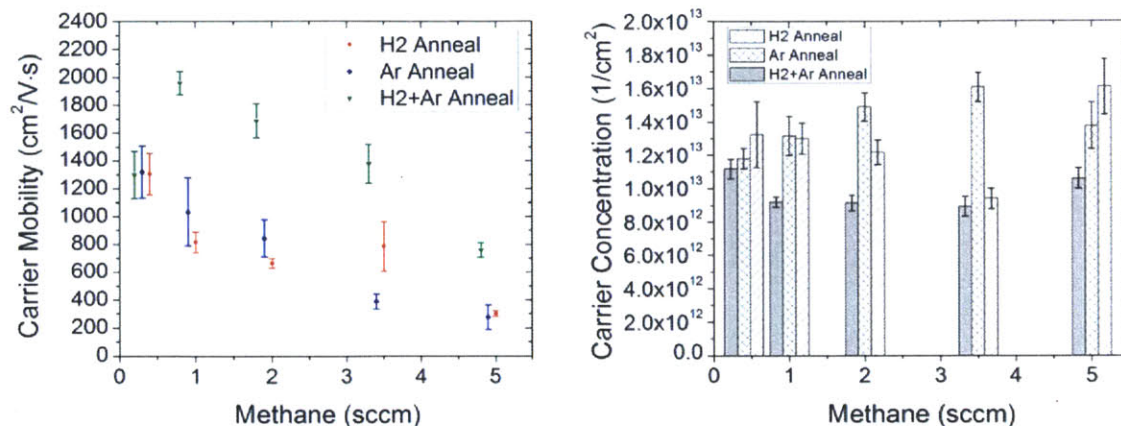 2400
2200
2000
1800
1600
1400
1200
1000
800
600
400
200
0
Carrier Mobility (cm²/V·s)
H2 Anneal
Ar Anneal
H2+Ar Anneal
0 1 2 3 4 5
Methane (sccm)
2.0x10¹³
1.8x10¹³
1.6x10¹³
1.4x10¹³
1.2x10¹³
1.0x10¹³
8.0x10¹²
6.0x10¹²
4.0x10¹²
2.0x10¹²
0.0
Carrier Concentration (1/cm²)
H2 Anneal
Ar Anneal
H2+Ar Anneal
0 1 2 3 4 5
Methane (sccm)